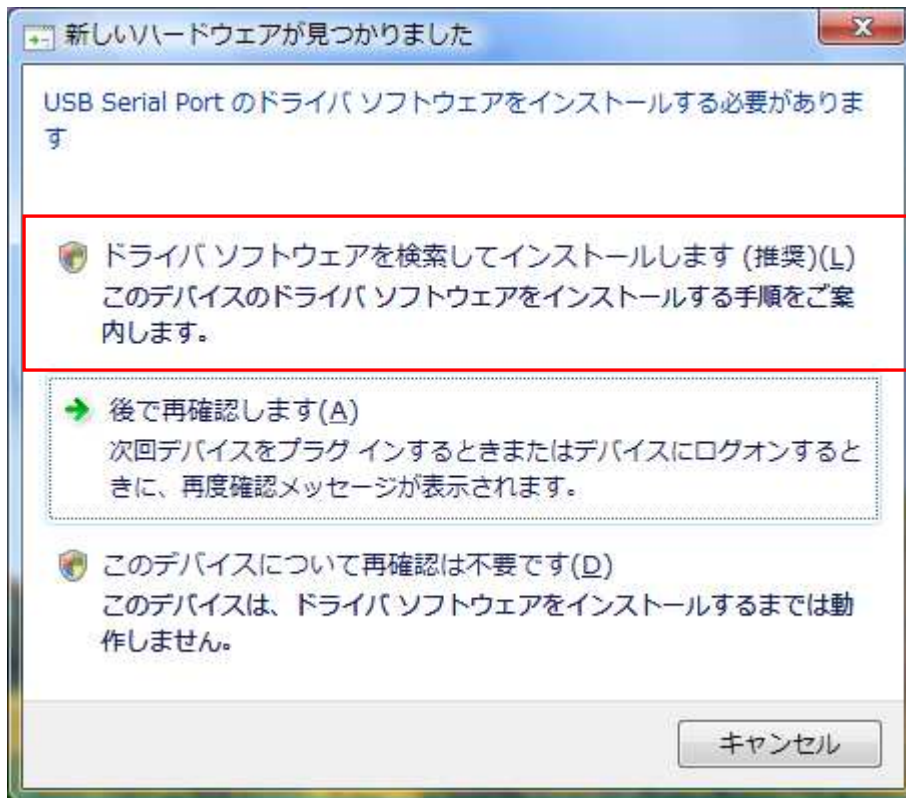 新しいハードウェアが見つかりました
USB Serial Port のドライバ ソフトウェアをインストールする必要がありま
す
ドライバ ソフトウェアを検索してインストールします (推奨)(L)
このデバイスのドライバ ソフトウェアをインストールする手順をご案
内します。
後で再確認します(A)
次回デバイスをプラグ インするときまたはデバイスにログオンすると
きに、再度確認メッセージが表示されます。
このデバイスについて再確認は不要です(D)
このデバイスは、ドライバ ソフトウェアをインストールするまでは動
作しません。
キャンセル